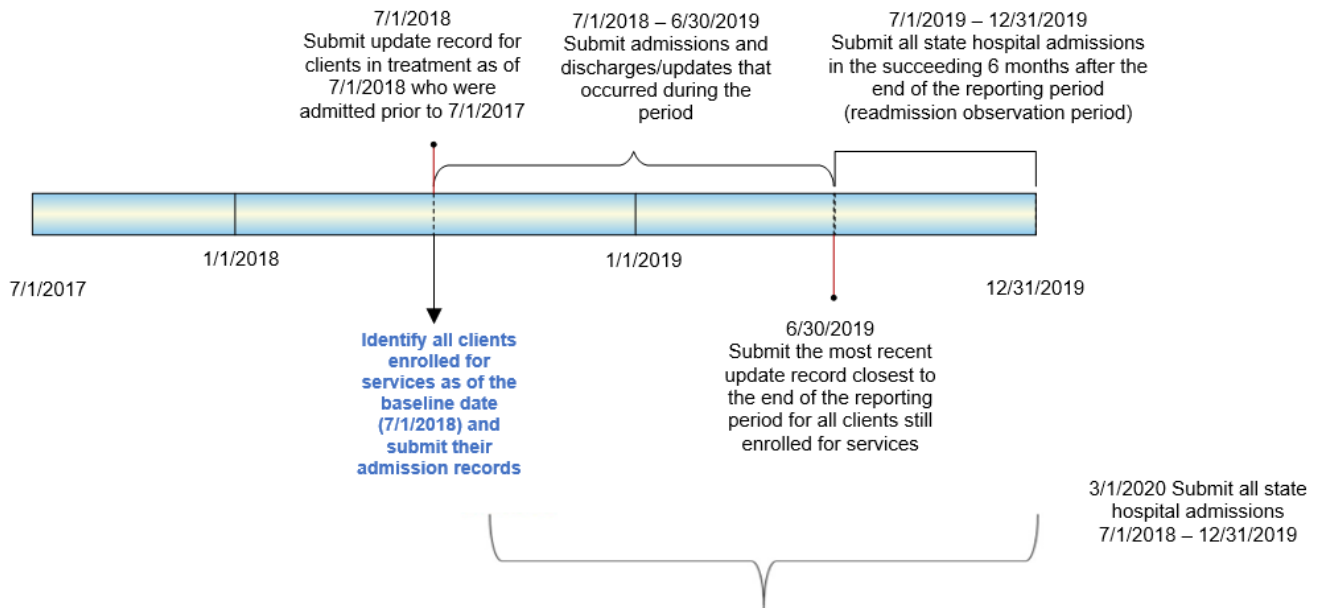 7/1/2018
Submit update record for
clients in treatment as of
7/1/2018 who were
admitted prior to 7/1/2017
7/1/2018 – 6/30/2019
Submit admissions and
discharges/updates that
occurred during the
period
7/1/2019 – 12/31/2019
Submit all state hospital admissions
in the succeeding 6 months after the
end of the reporting period
(readmission observation period)
1/1/2018
1/1/2019
7/1/2017
12/31/2019
Identify all clients
enrolled for
services as of the
baseline date
(7/1/2018) and
submit their
admission records
6/30/2019
Submit the most recent
update record closest to
the end of the reporting
period for all clients still
enrolled for services
3/1/2020 Submit all state
hospital admissions
7/1/2018 – 12/31/2019